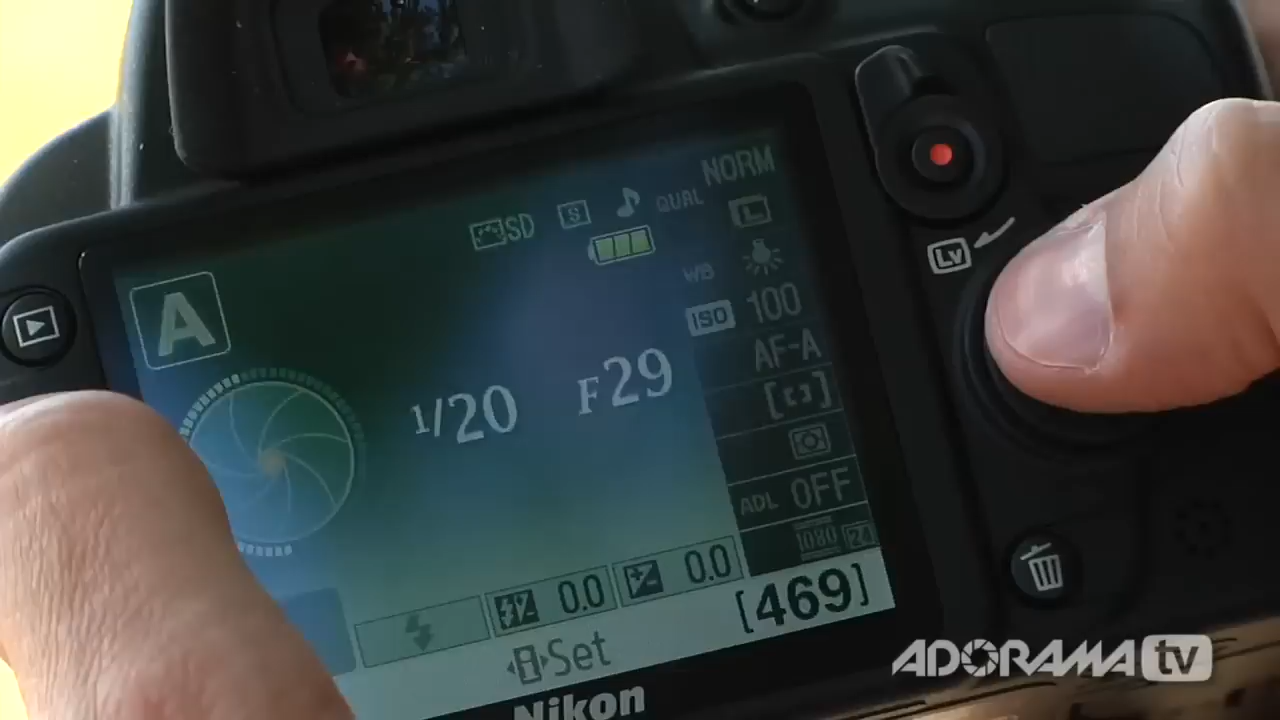 NORM
SD S QUAL L
WB
A
ISO 100
1/20 F29
AF-A
ADL OFF
1080 24
0.0 0.0
[469]
i Set
Nikon
Lv
ADORAMA tv